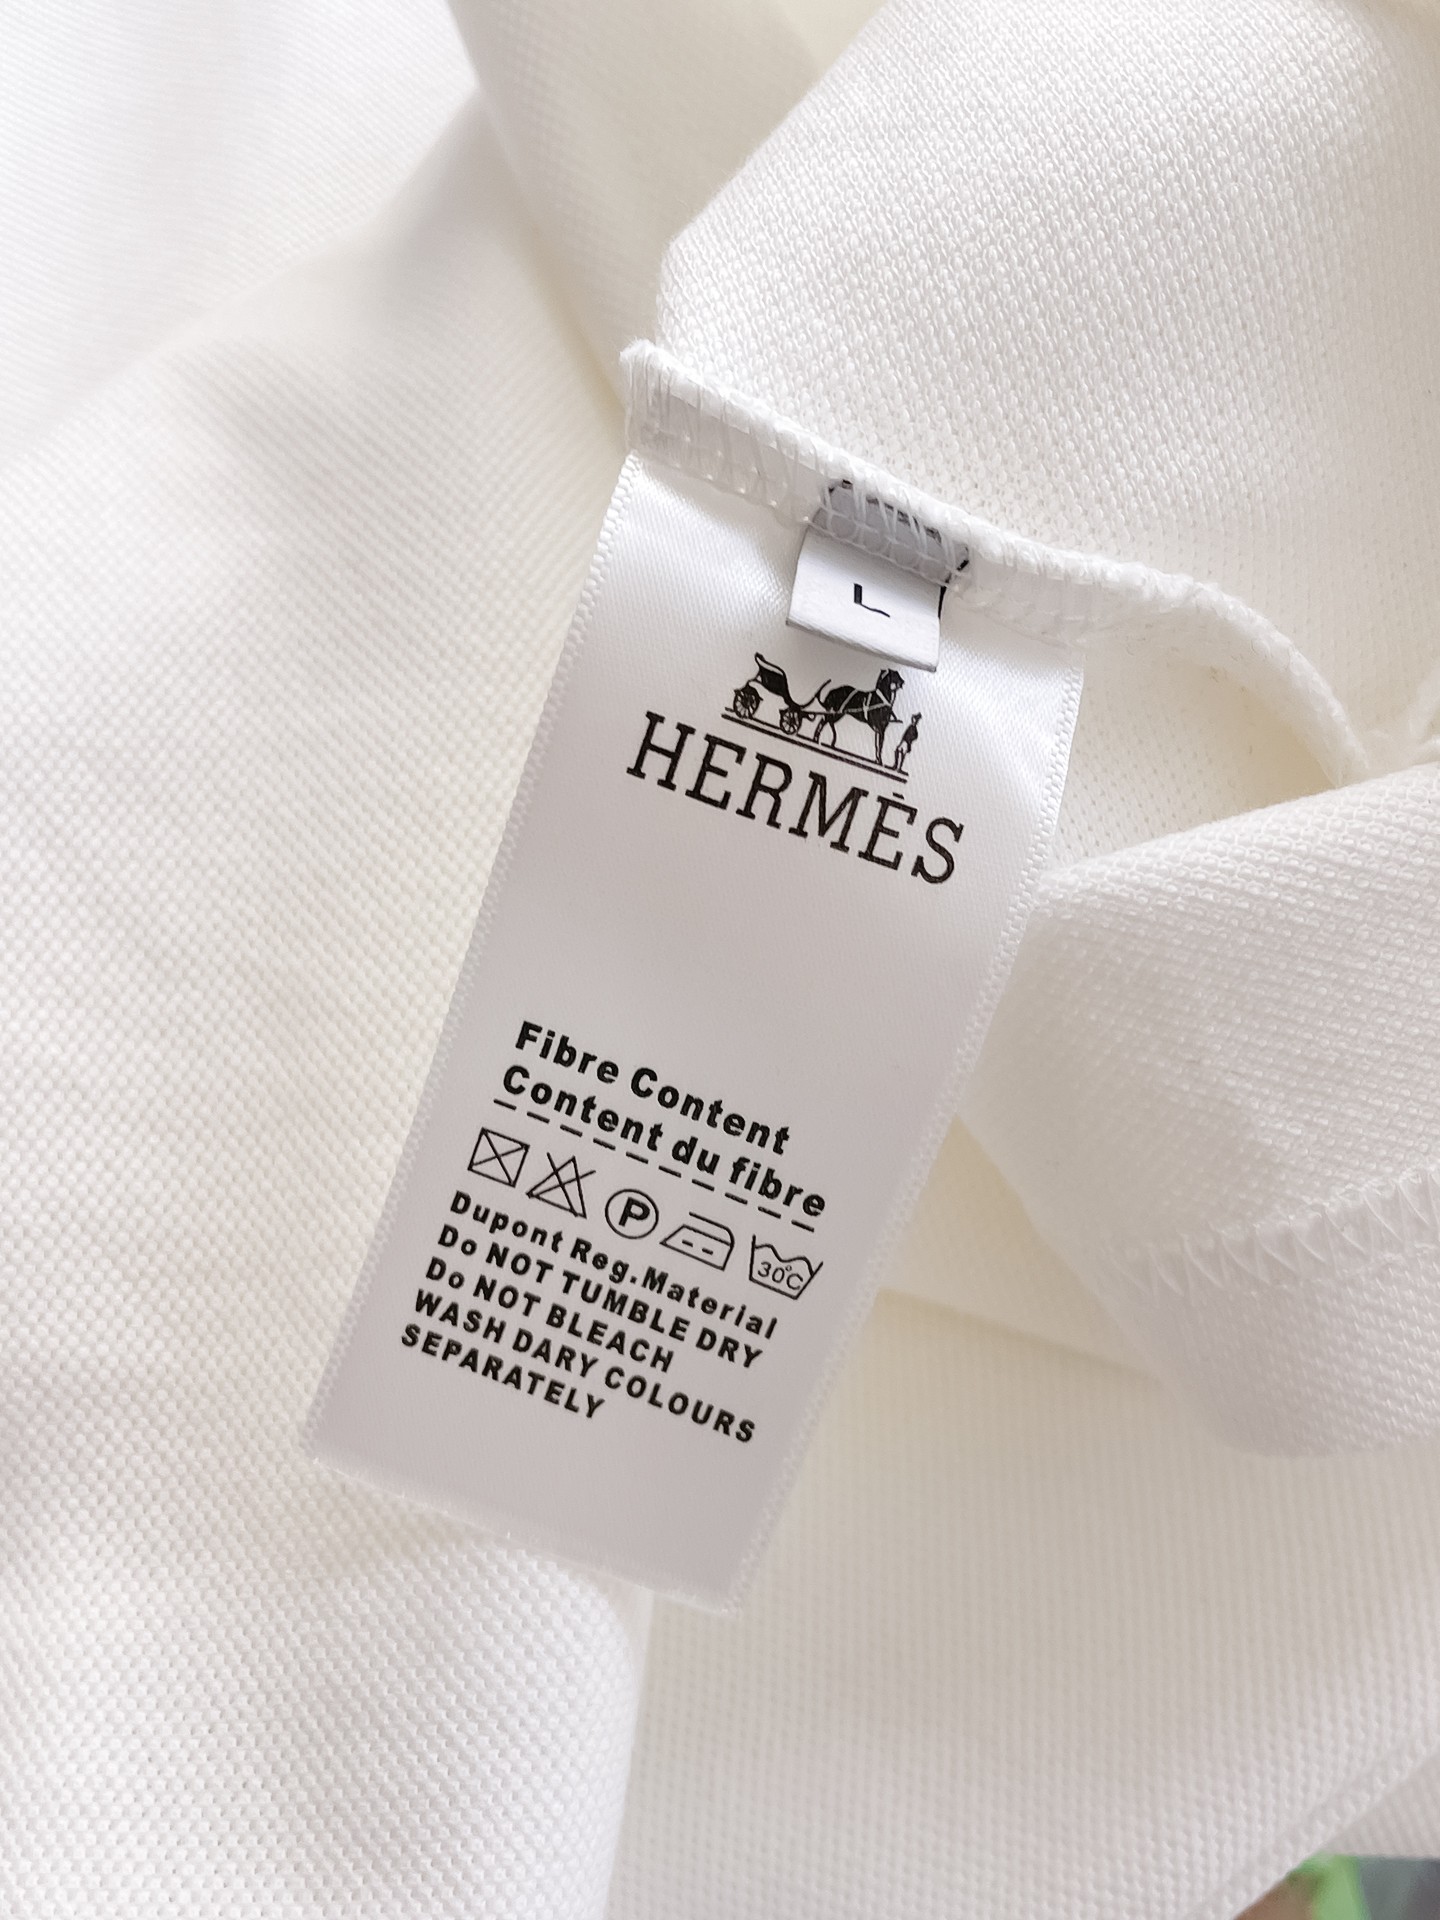 L
HERMÈS
Fibre Content
Content du fibre
P
30°C
Dupont Reg.Material
Do NOT TUMBLE DRY
Do NOT BLEACH
WASH DARY COLOURS
SEPARATELY